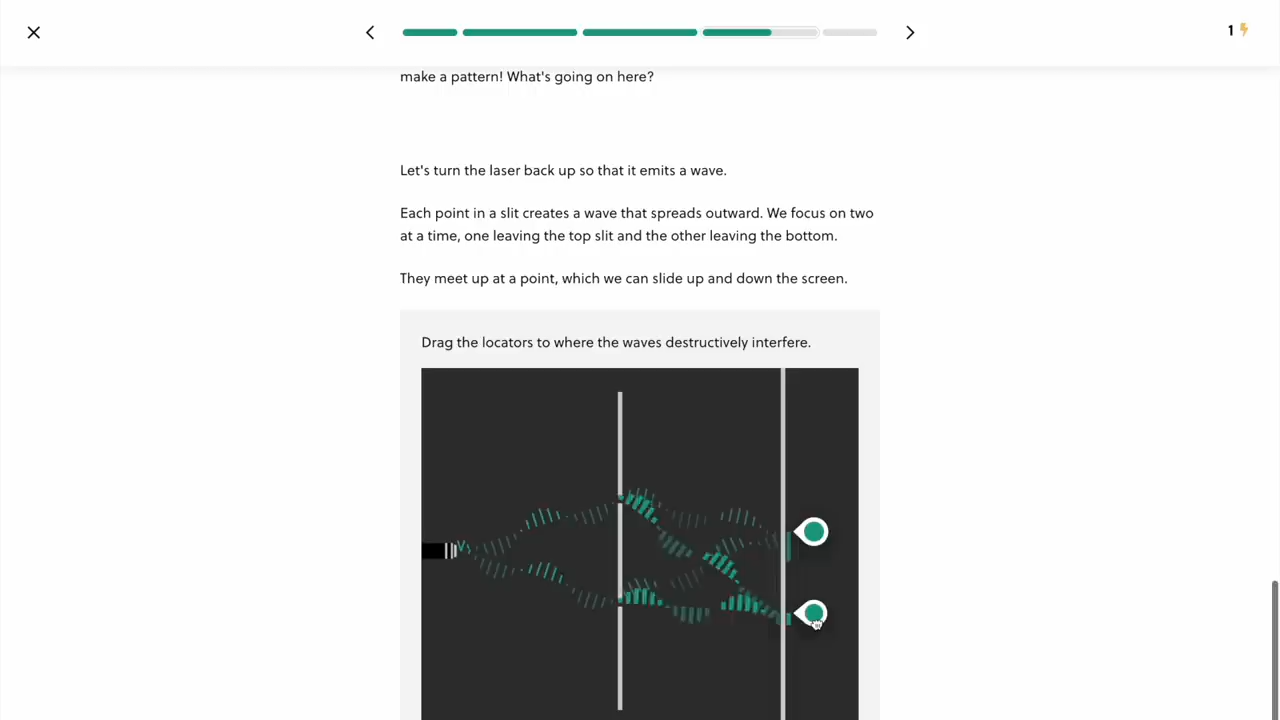 1
make a pattern! What's going on here?
Let's turn the laser back up so that it emits a wave.
Each point in a slit creates a wave that spreads outward. We focus on two
at a time, one leaving the top slit and the other leaving the bottom.
They meet up at a point, which we can slide up and down the screen.
Drag the locators to where the waves destructively interfere.